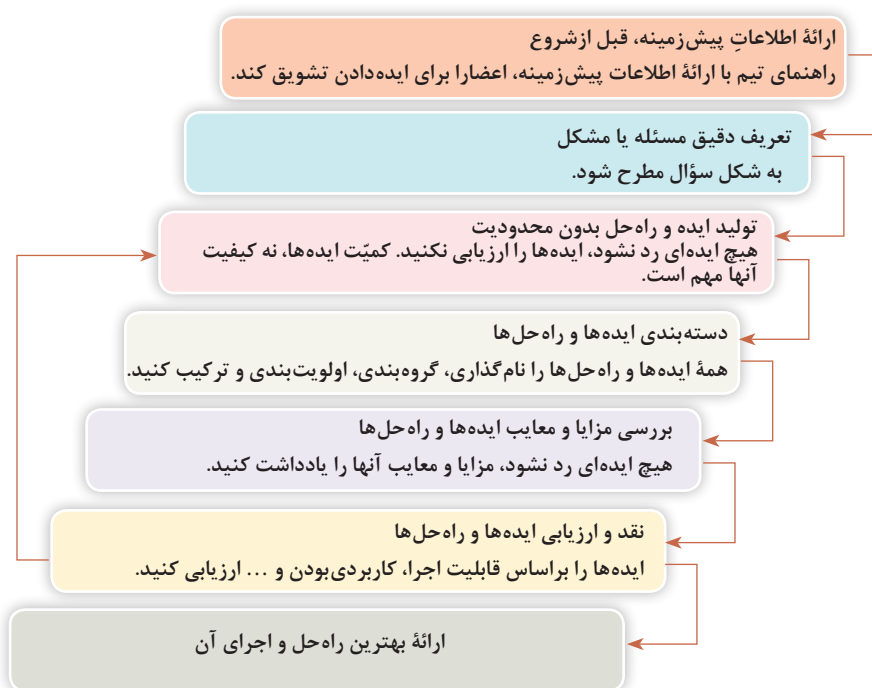 ارائهٔ اطلاعاتِ پیش‌زمینه، قبل ازشروع
راهنمای تیم با ارائهٔ اطلاعات پیش‌زمینه، اعضارا برای ایده‌دادن تشویق کند.
تعریف دقیق مسئله یا مشکل
به شکل سؤال مطرح شود.
تولید ایده و راه‌حل بدون محدودیت
هیچ ایده‌ای رد نشود، ایده‌ها را ارزیابی نکنید. کمیّت ایده‌ها، نه کیفیت
آنها مهم است.
دسته‌بندی ایده‌ها و راه‌حل‌ها
همهٔ ایده‌ها و راه‌حل‌ها را نام‌گذاری، گروه‌بندی، اولویت‌بندی و ترکیب کنید.
بررسی مزایا و معایب ایده‌ها و راه‌حل‌ها
هیچ ایده‌ای رد نشود، مزایا و معایب آنها را یادداشت کنید.
نقد و ارزیابی ایده‌ها و راه‌حل‌ها
ایده‌ها را براساس قابلیت اجرا، کاربردی‌بودن و ... ارزیابی کنید.
ارائهٔ بهترین راه‌حل و اجرای آن